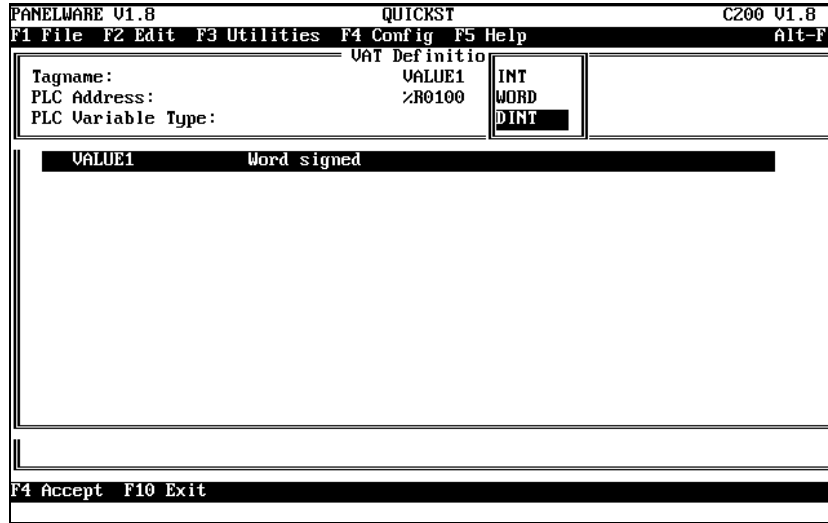 PANELWARE V1.8 QUICKST C200 V1.8
F1 File F2 Edit F3 Utilities F4 Config F5 Help Alt-F
VAT Definitio
Tagname: VALUE1 INT
PLC Address: %R0100 WORD
PLC Variable Type: DINT
VALUE1 Word signed
F4 Accept F10 Exit